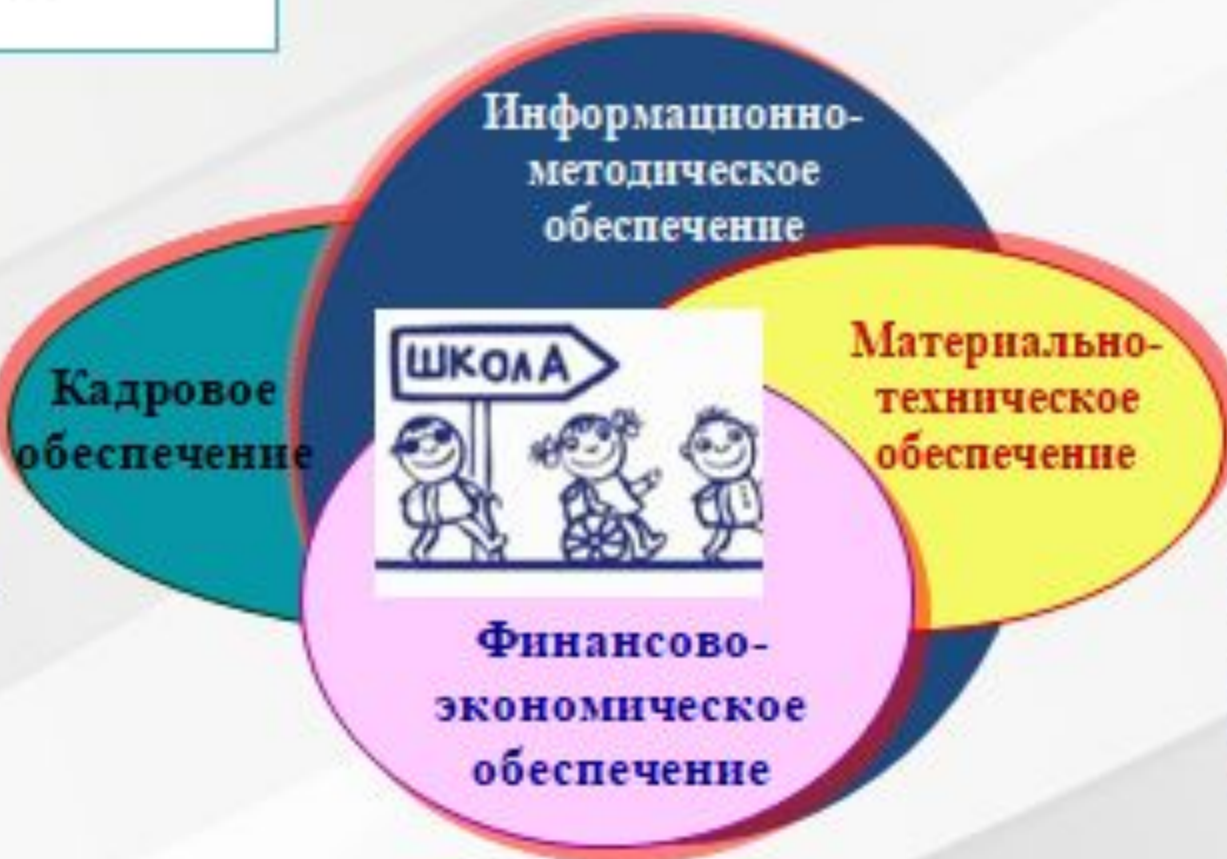 Информационно-
методическое
обеспечение
Кадровое
обеспечение
ШКОЛА
Материально-
техническое
обеспечение
Финансово-
экономическое
обеспечение